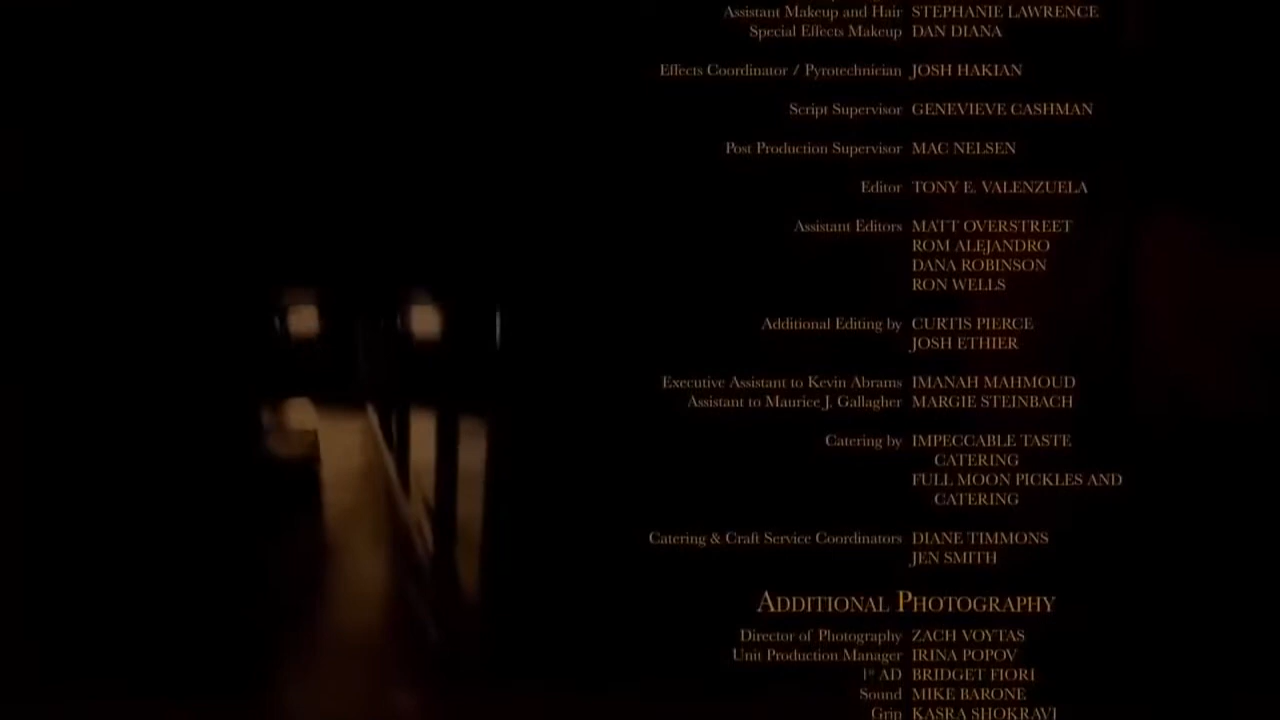 Assistant Makeup and Hair STEPHANIE LAWRENCE
Special Effects Makeup DAN DIANA
Effects Coordinator / Pyrotechnician JOSH HAKIAN
Script Supervisor GENEVIEVE CASHMAN
Post Production Supervisor MAC NELSEN
Editor TONY E. VALENZUELA
Assistant Editors MATT OVERSTREET
ROM ALEJANDRO
DANA ROBINSON
RON WELLS
Additional Editing by CURTIS PIERCE
JOSH ETHIER
Executive Assistant to Kevin Abrams IMANAH MAHMOUD
Assistant to Maurice J. Gallagher MARGIE STEINBACH
Catering by IMPECCABLE TASTE
CATERING
FULL MOON PICKLES AND
CATERING
Catering & Craft Service Coordinators DIANE TIMMONS
JEN SMITH
ADDITIONAL PHOTOGRAPHY
Director of Photography ZACH VOYTAS
Unit Production Manager IRINA POPOV
1st AD BRIDGET FIORI
Sound MIKE BARONE
Grip KASRA SHOKRAVI